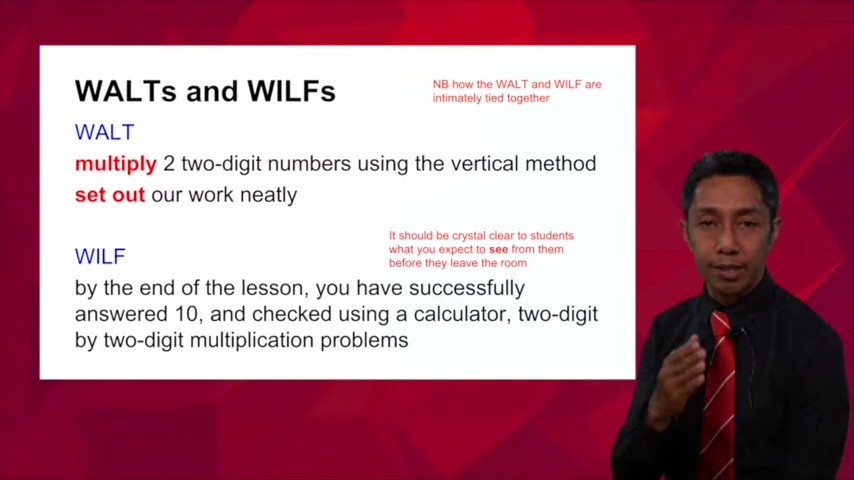 WALTs and WILFs
NB how the WALT and WILF are
intimately tied together
WALT
multiply 2 two-digit numbers using the vertical method
set out our work neatly
It should be crystal clear to students
what you expect to see from them
before they leave the room
WILF
by the end of the lesson, you have successfully
answered 10, and checked using a calculator, two-digit
by two-digit multiplication problems